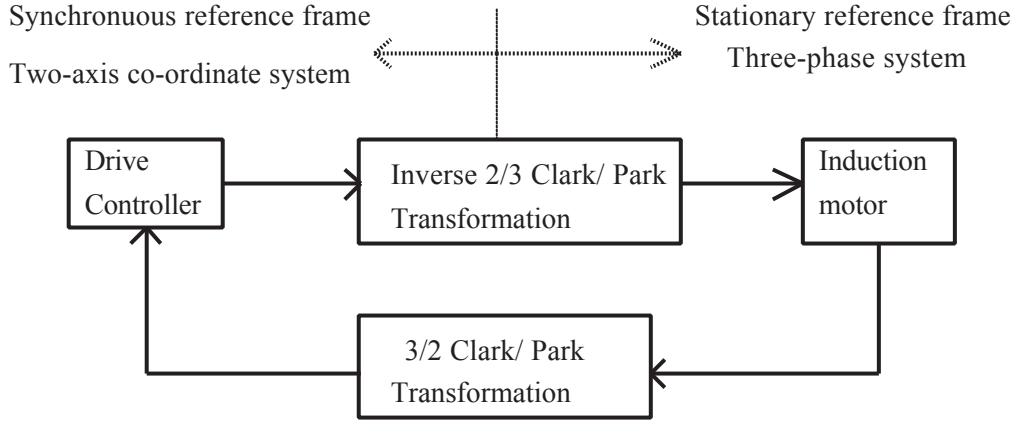 Synchronuous reference frame
Two-axis co-ordinate system
Stationary reference frame
Three-phase system
Drive
Controller
Inverse 2/3 Clark/ Park
Transformation
Induction
motor
3/2 Clark/ Park
Transformation